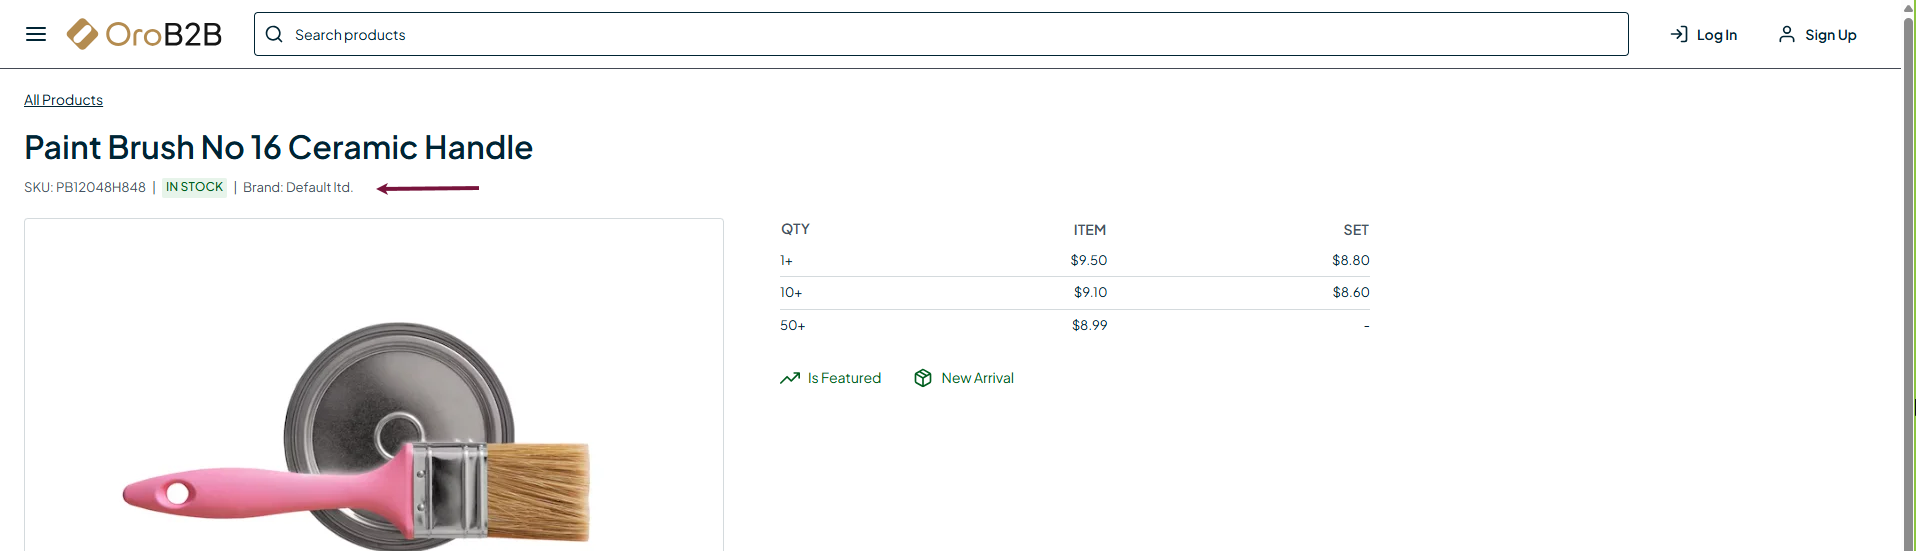 OroB2B
Search products
Log In
Sign Up
All Products
Paint Brush No 16 Ceramic Handle
SKU: PB12048H848 | IN STOCK | Brand: Default ltd.
QTY ITEM SET
1+ $9.50 $8.80
10+ $9.10 $8.60
50+ $8.99 -
Is Featured
New Arrival